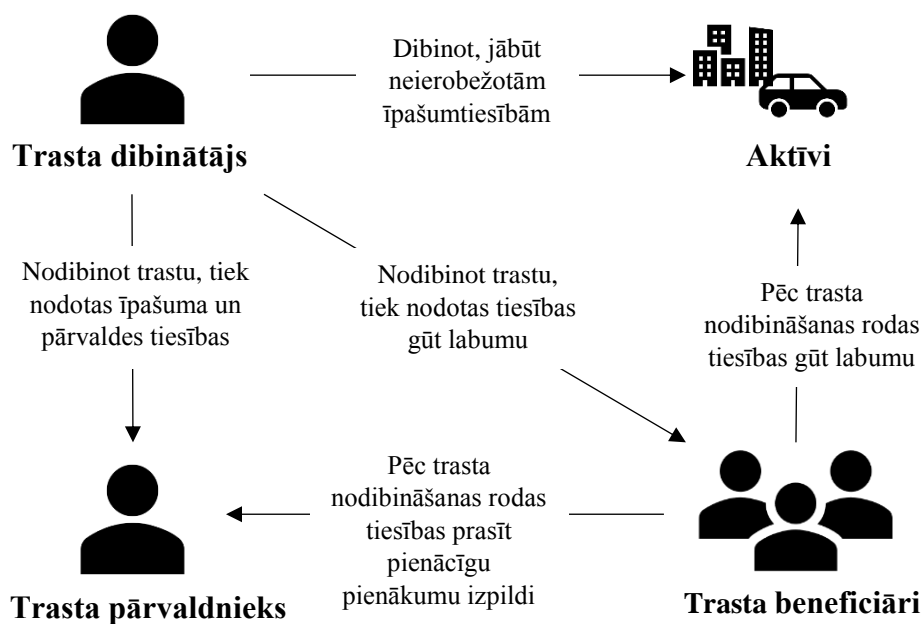 Dibinot, jābūt
neierobežotām
īpašumtiesībām
Trasta dibinātājs
Aktīvi
Nodibinot trastu, tiek
nodotas īpašuma un
pārvaldes tiesības
Nodibinot trastu,
tiek nodotas tiesības
gūt labumu
Pēc trasta
nodibināšanas rodas
tiesības gūt labumu
Pēc trasta
nodibināšanas rodas
tiesības prasīt
pienācīgu
pienākumu izpildi
Trasta pārvaldnieks
Trasta beneficiāri